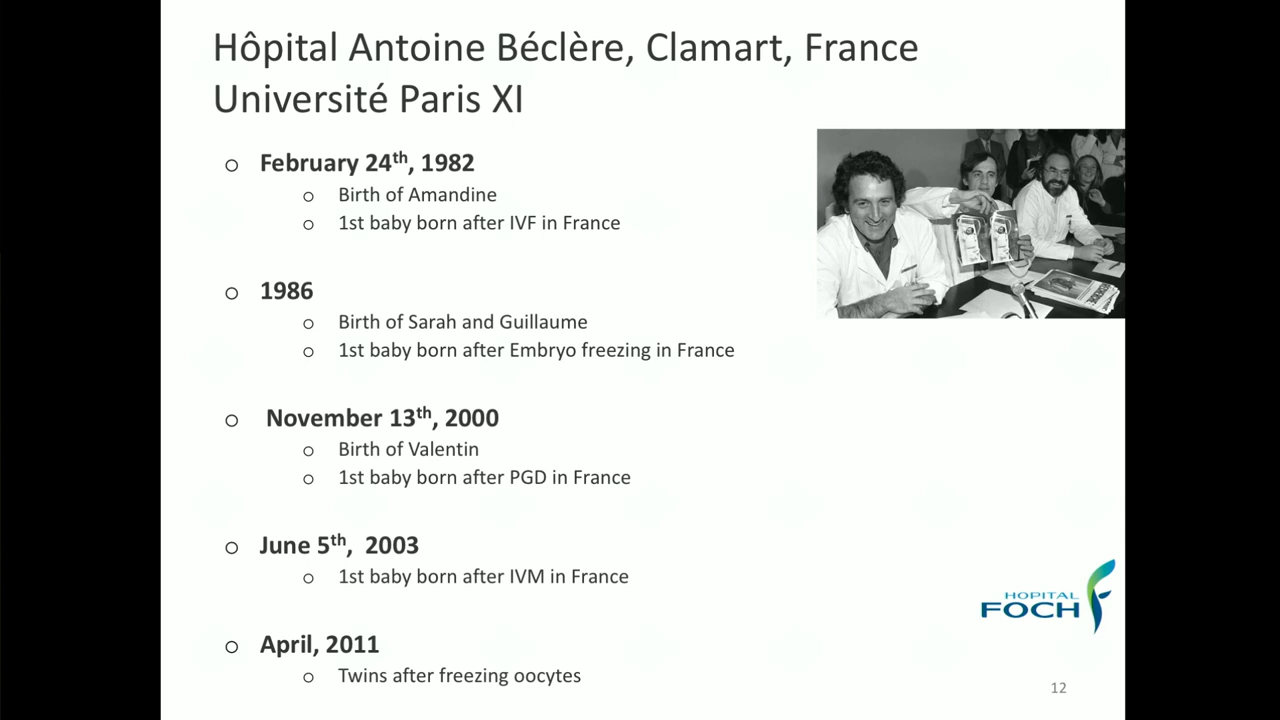 Hôpital Antoine Béclère, Clamart, France
Université Paris XI
o February 24th, 1982
o Birth of Amandine
o 1st baby born after IVF in France
o 1986
o Birth of Sarah and Guillaume
o 1st baby born after Embryo freezing in France
o November 13th, 2000
o Birth of Valentin
o 1st baby born after PGD in France
o June 5th, 2003
o 1st baby born after IVM in France
o April, 2011
o Twins after freezing oocytes
HOPITAL
FOCH
12